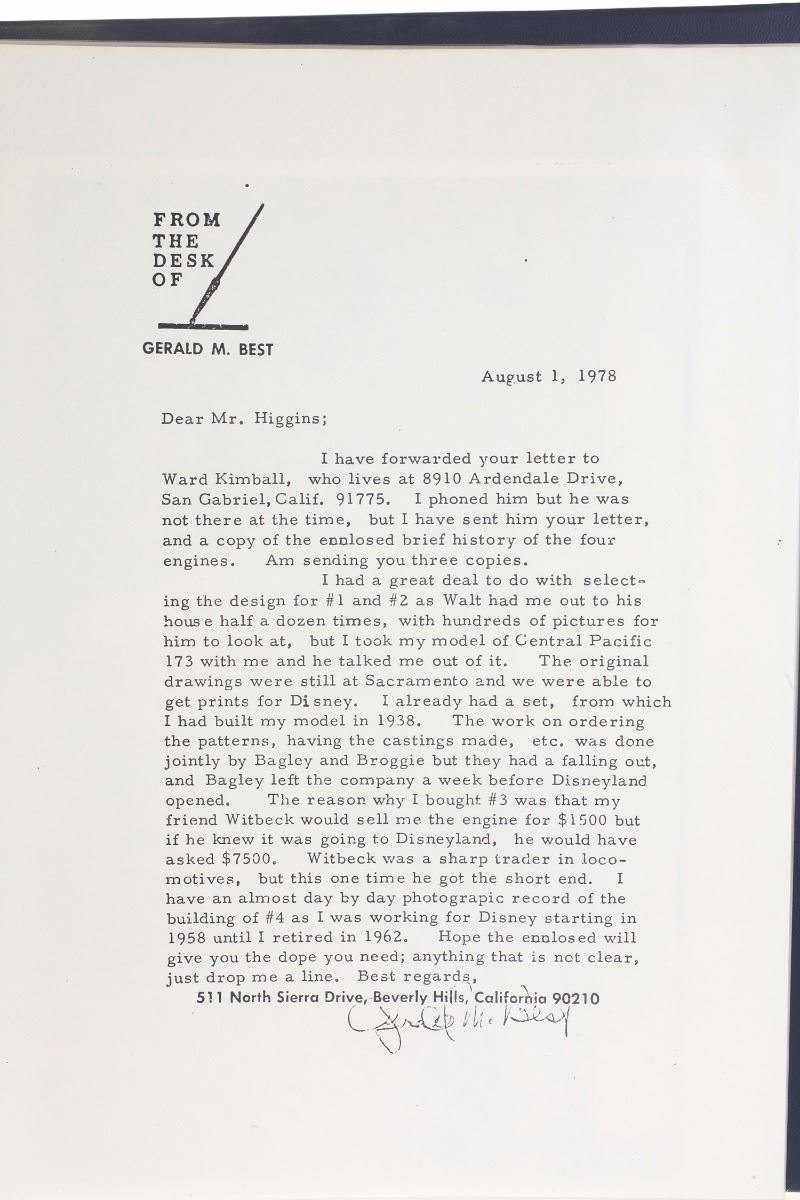 FROM
THE
DESK
OF
GERALD M. BEST
August 1, 1978
Dear Mr. Higgins;
I have forwarded your letter to
Ward Kimball, who lives at 8910 Ardendale Drive,
San Gabriel, Calif. 91775. I phoned him but he was
not there at the time, but I have sent him your letter,
and a copy of the ennlosed brief history of the four
engines. Am sending you three copies.
I had a great deal to do with select-
ing the design for #1 and #2 as Walt had me out to his
house half a dozen times, with hundreds of pictures for
him to look at, but I took my model of Central Pacific
173 with me and he talked me out of it. The original
drawings were still at Sacramento and we were able to
get prints for Disney. I already had a set, from which
I had built my model in 1938. The work on ordering
the patterns, having the castings made, etc. was done
jointly by Bagley and Broggie but they had a falling out,
and Bagley left the company a week before Disneyland
opened. The reason why I bought #3 was that my
friend Witbeck would sell me the engine for $1500 but
if he knew it was going to Disneyland, he would have
asked $7500. Witbeck was a sharp trader in loco-
motives, but this one time he got the short end. I
have an almost day by day photograpic record of the
building of #4 as I was working for Disney starting in
1958 until I retired in 1962. Hope the ennlosed will
give you the dope you need; anything that is not clear,
just drop me a line. Best regards,
511 North Sierra Drive, Beverly Hills, California 90210
Gerald M. Best